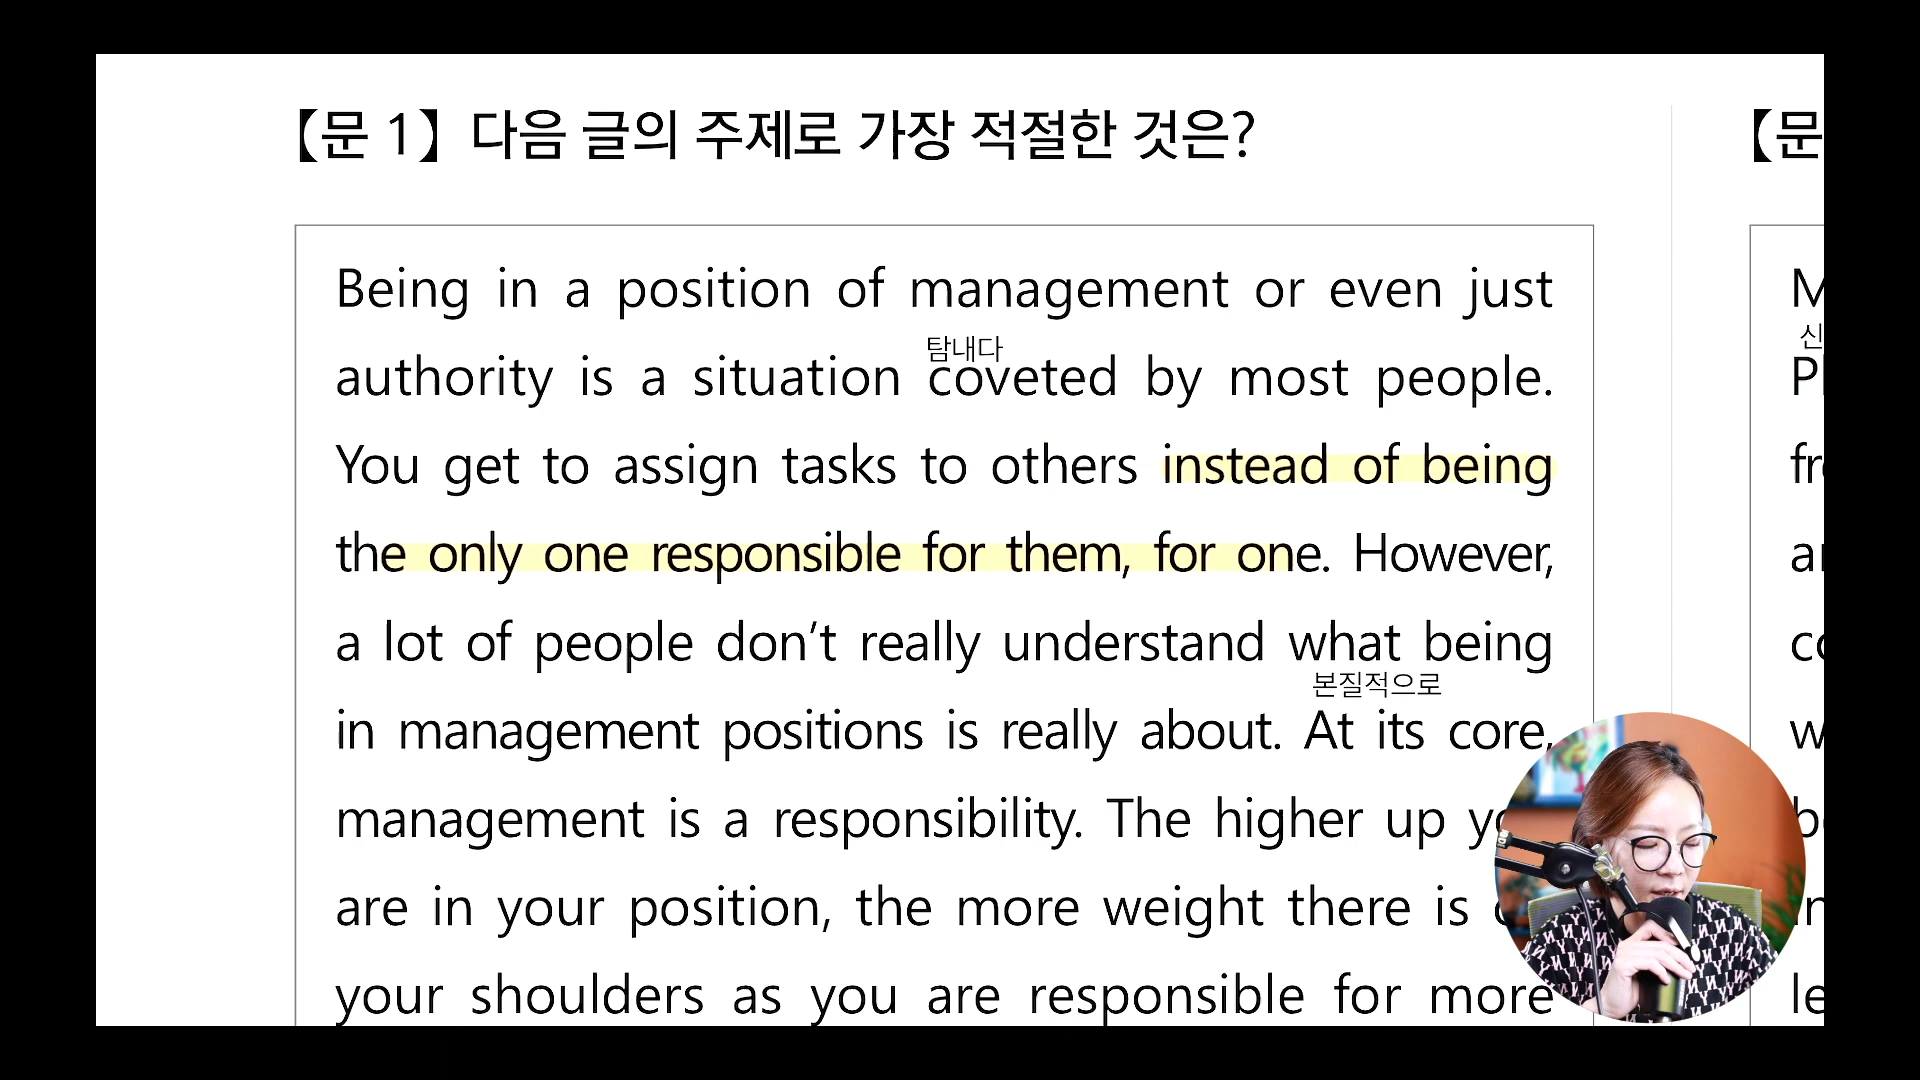 【문 1】 다음 글의 주제로 가장 적절한 것은?
Being in a position of management or even just
탐내다
authority is a situation coveted by most people.
You get to assign tasks to others instead of being
the only one responsible for them, for one. However,
a lot of people don’t really understand what being
본질적으로
in management positions is really about. At its core,
management is a responsibility. The higher up
are in your position, the more weight there is
your shoulders as you are responsible for more
【문